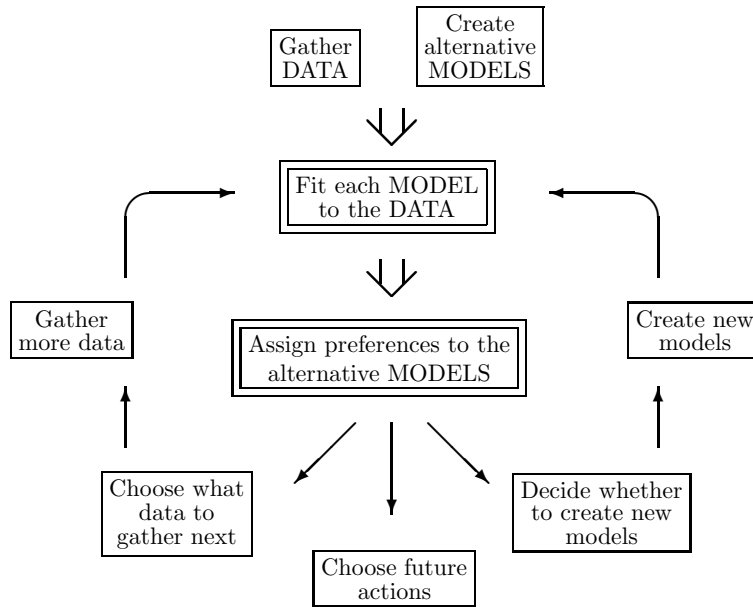 Gather
DATA
Create
alternative
MODELS
Fit each MODEL
to the DATA
Gather
more data
Create new
models
Assign preferences to the
alternative MODELS
Choose what
data to
gather next
Decide whether
to create new
models
Choose future
actions